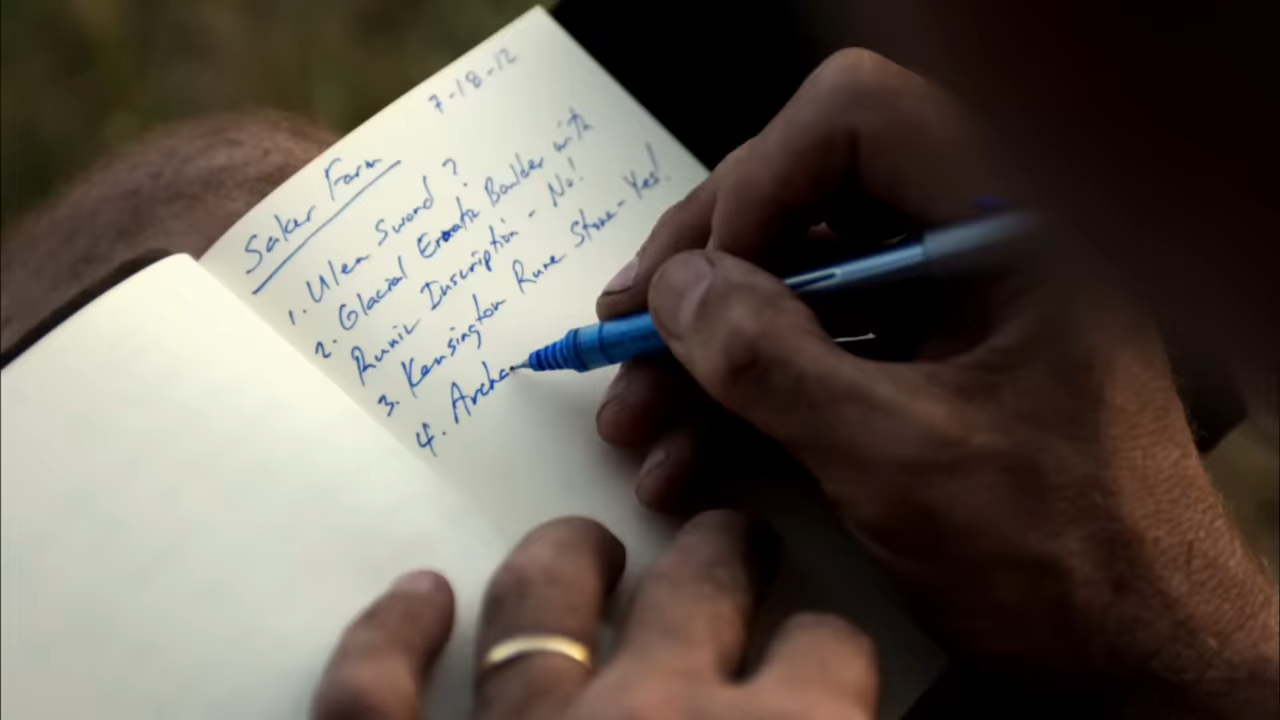 7-18-12
Saker Farm
1. Ulen Sword?
2. Glacial Erratic Boulder with
Runic Inscription - No!
3. Kensington Rune Stone - Yes!
4. Archa